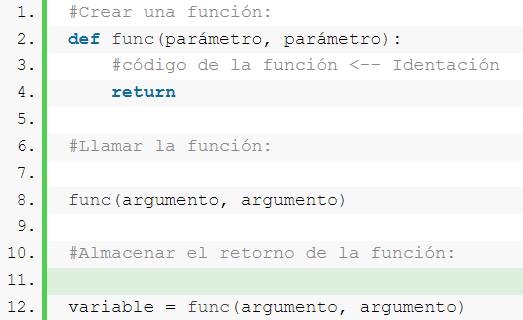 1. #Crear una función:
2. def func(parámetro, parámetro):
3. #código de la función <-- Identación
4. return
5.
6. #Llamar la función:
7.
8. func(argumento, argumento)
9.
10. #Almacenar el retorno de la función:
11.
12. variable = func(argumento, argumento)